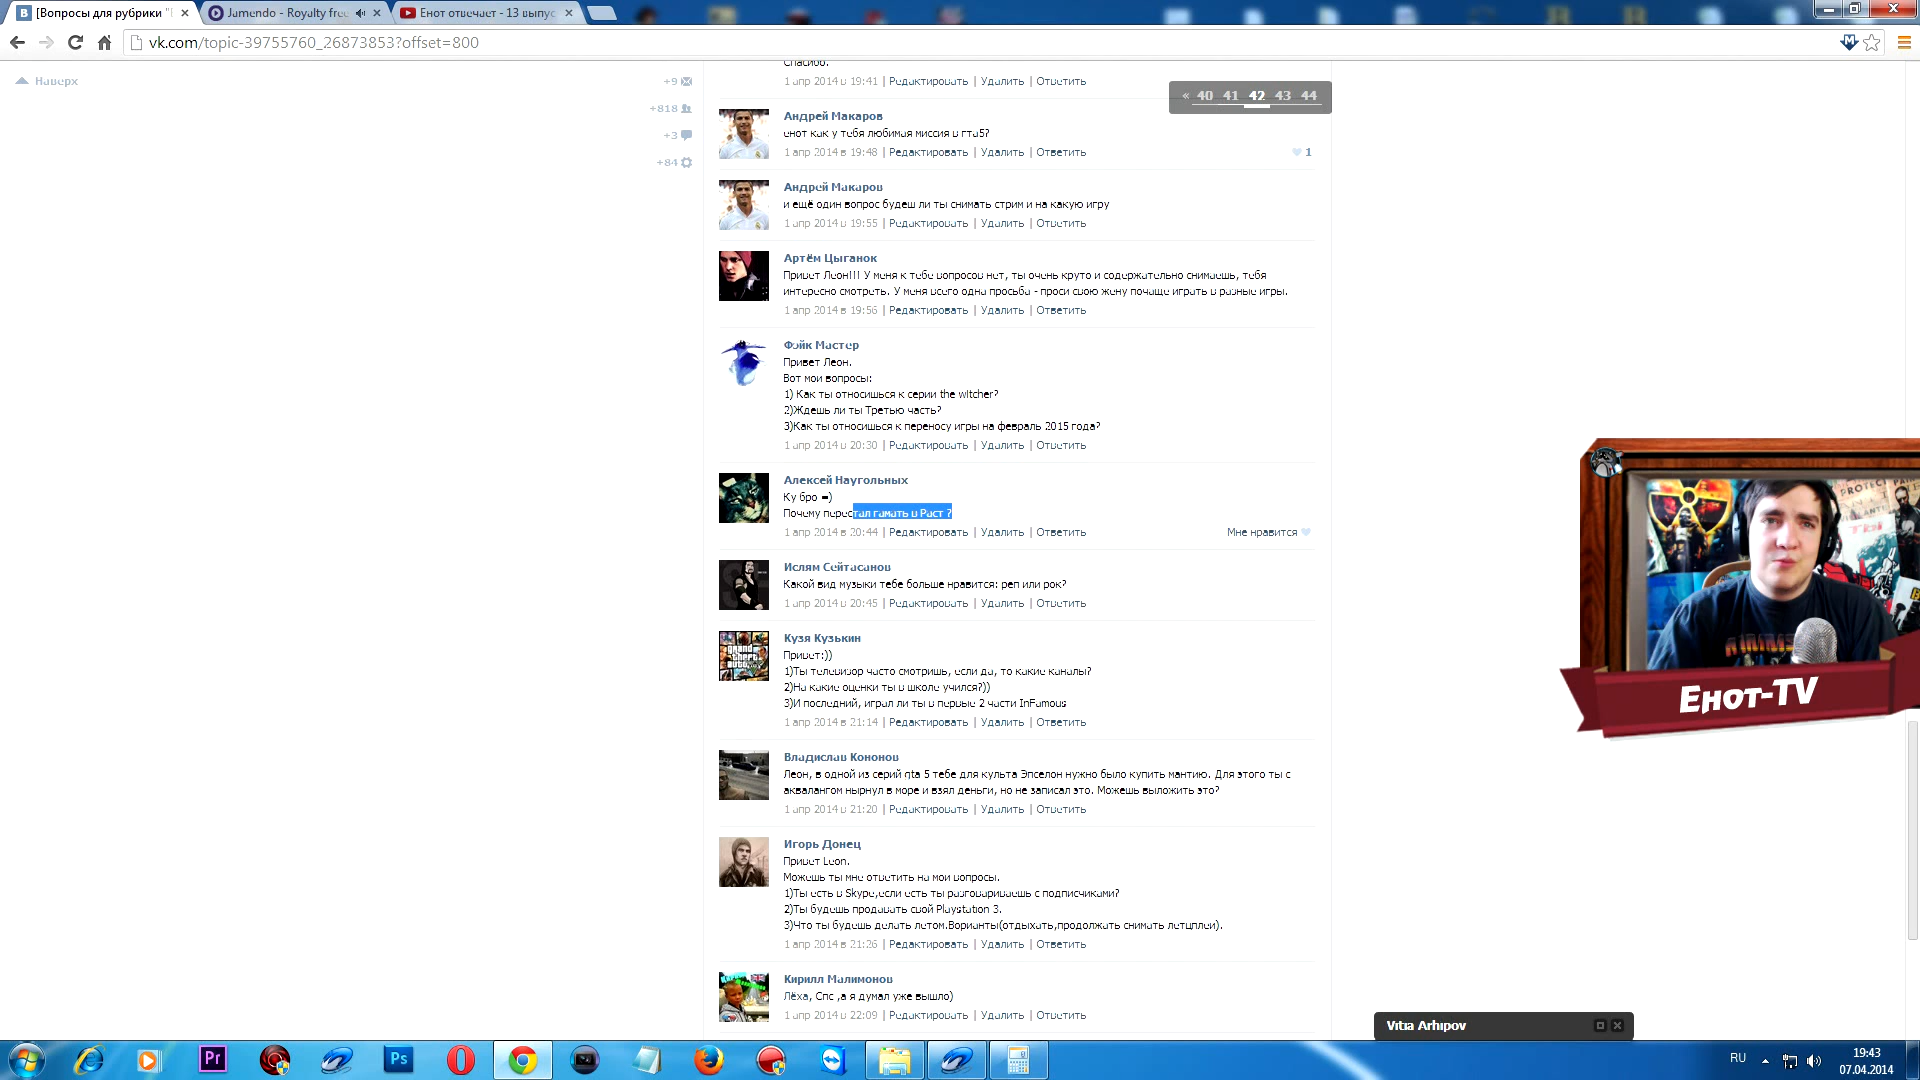 [Вопросы для рубрики "
Jamendo - Royalty free
Енот отвечает - 13 выпус
vk.com/topic-39755760_26873853?offset=800
Наверх
+9
+818
+3
+84
« 40 41 42 43 44
Спасибо.
1 апр 2014 в 19:41 | Редактировать | Удалить | Ответить
Андрей Макаров
енот как у тебя любимая миссия в гта5?
1 апр 2014 в 19:48 | Редактировать | Удалить | Ответить
1
Андрей Макаров
и ещё один вопрос будеш ли ты снимать стрим и на какую игру
1 апр 2014 в 19:55 | Редактировать | Удалить | Ответить
Артём Цыганок
Привет Леон!!! У меня к тебе вопросов нет, ты очень круто и содержательно снимаешь, тебя
интересно смотреть. У меня всего одна просьба - проси свою жену почаще играть в разные игры.
1 апр 2014 в 19:56 | Редактировать | Удалить | Ответить
Фэйк Мастер
Привет Леон.
Вот мои вопросы:
1) Как ты относишься к серии the witcher?
2)Ждешь ли ты Третью часть?
3)Как ты относишься к переносу игры на февраль 2015 года?
1 апр 2014 в 20:30 | Редактировать | Удалить | Ответить
Алексей Наугольных
Ку бро =)
Почему перестал гамать в Раст ?
1 апр 2014 в 20:44 | Редактировать | Удалить | Ответить
Мне нравится
Ислям Сейтасанов
Какой вид музыки тебе больше нравится: реп или рок?
1 апр 2014 в 20:45 | Редактировать | Удалить | Ответить
Кузя Кузькин
Привет:))
1)Ты телевизор часто смотришь, если да, то какие каналы?
2)На какие оценки ты в школе учился?))
3)И последний, играл ли ты в первые 2 части InFamous
1 апр 2014 в 21:14 | Редактировать | Удалить | Ответить
Владислав Кононов
Леон, в одной из серий gta 5 тебе для культа Эпселон нужно было купить мантию. Для этого ты с
аквалангом нырнул в море и взял деньги, но не записал это. Можешь выложить это?
1 апр 2014 в 21:20 | Редактировать | Удалить | Ответить
Игорь Донец
Привет Leon.
Можешь ты мне ответить на мои вопросы.
1)Ты есть в Skype,если есть ты разговариваешь с подписчиками?
2)Ты будешь продавать свой Playstation 3.
3)Что ты будешь делать летом.Ворианты(отдыхать,продолжать снимать летцплеи).
1 апр 2014 в 21:26 | Редактировать | Удалить | Ответить
Кирилл Малимонов
Лёха, Спс ,а я думал уже вышло)
1 апр 2014 в 22:09 | Редактировать | Удалить | Ответить
Енот-TV
Vitia Arhipov
Pr
Ps
RU
19:43
07.04.2014